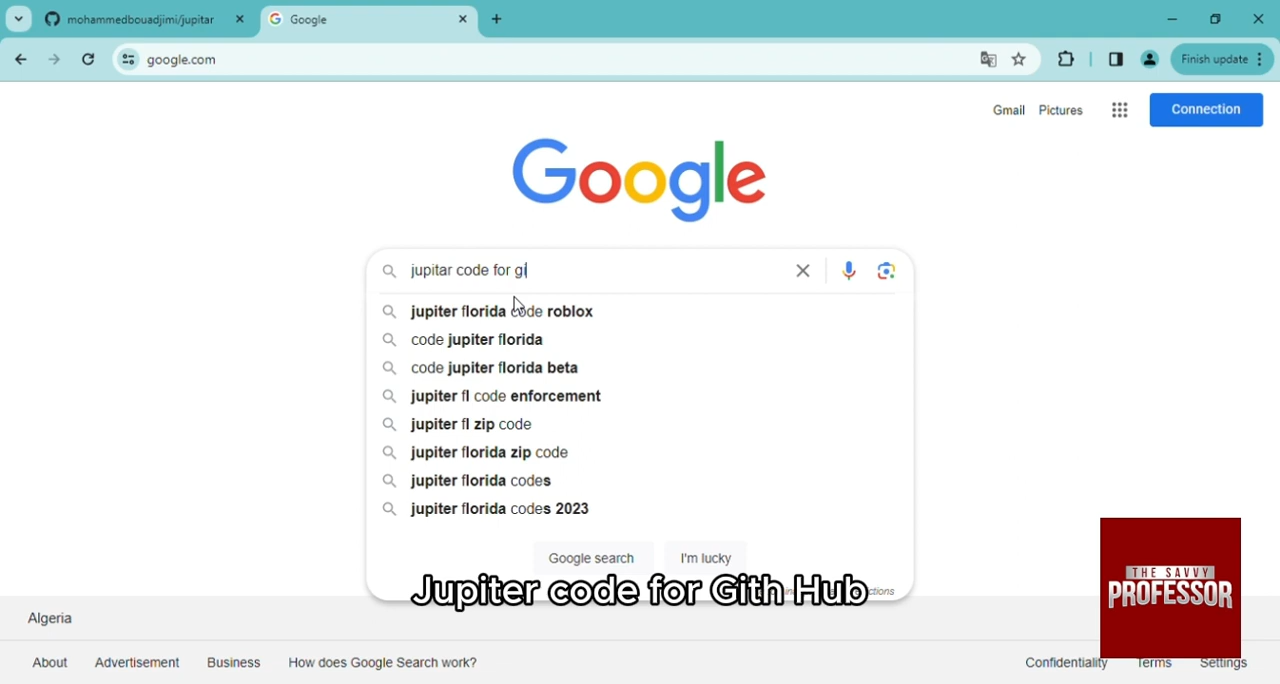 mohammedbouadjimi/jupitar
Google
google.com
Finish update
Gmail Pictures
Connection
Google
jupitar code for gi
jupiter florida code roblox
code jupiter florida
code jupiter florida beta
jupiter fl code enforcement
jupiter fl zip code
jupiter florida zip code
jupiter florida codes
jupiter florida codes 2023
Google search I'm lucky
Jupiter code for Gith Hub
THE SAVVY
PROFESSOR
Algeria
About Advertisement Business How does Google Search work?
Confidentiality Terms Settings